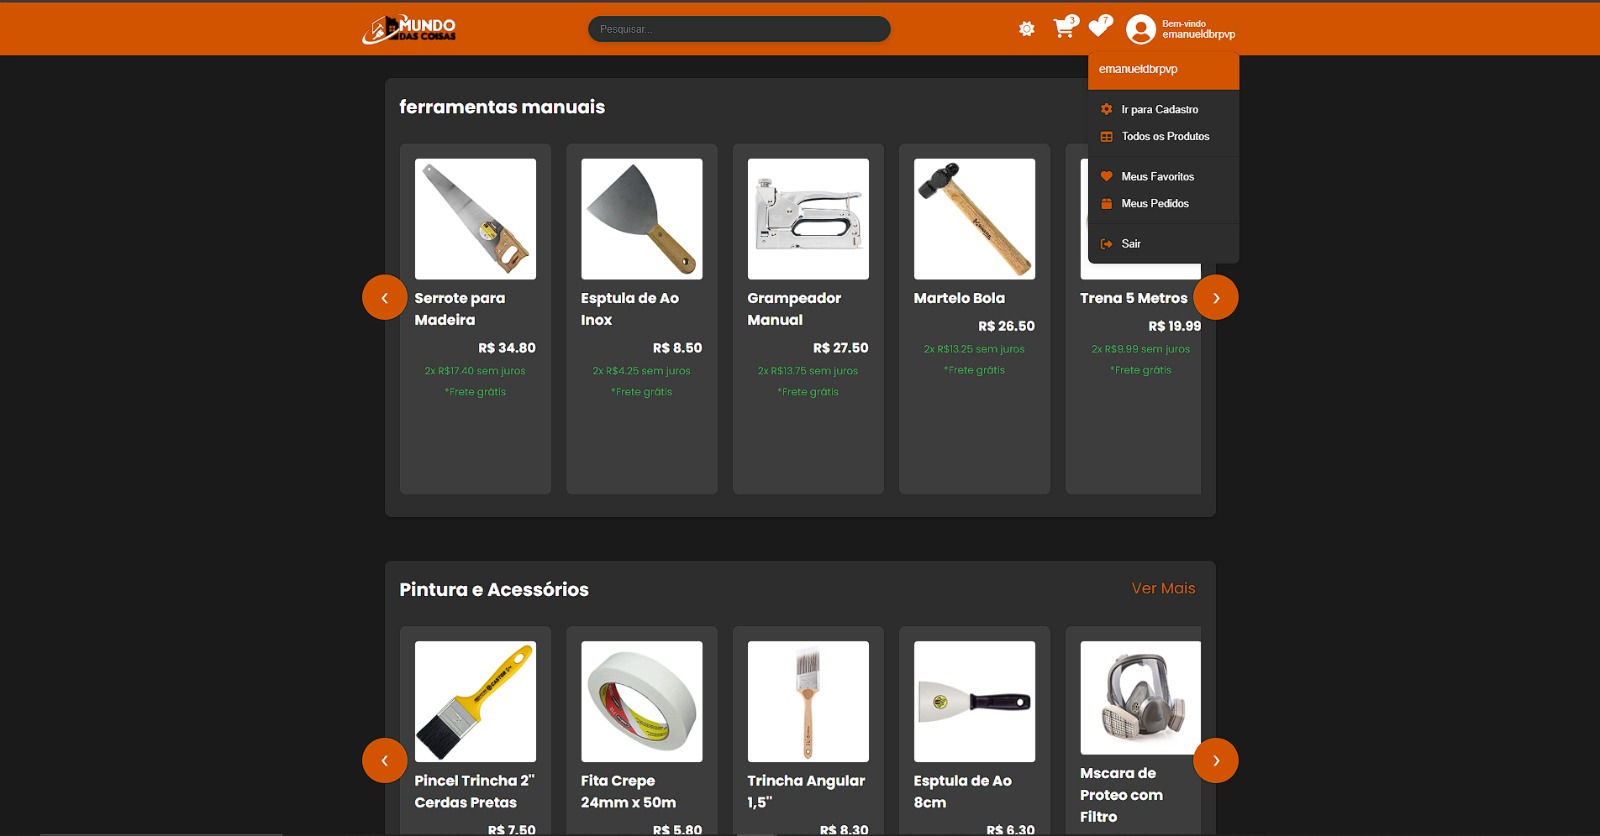 MUNDO
DAS COISAS
Pesquisar...
3
7
Bem-vindo
emanueldbrpvp
emanueldbrpvp
Ir para Cadastro
Todos os Produtos
Meus Favoritos
Meus Pedidos
Sair
ferramentas manuais
Serrote para
Madeira
R$ 34.80
2x R$17.40 sem juros
*Frete grátis
Esptula de Ao
Inox
R$ 8.50
2x R$4.25 sem juros
*Frete grátis
Grampeador
Manual
R$ 27.50
2x R$13.75 sem juros
*Frete grátis
Martelo Bola
R$ 26.50
2x R$13.25 sem juros
*Frete grátis
Trena 5 Metros
R$ 19.99
2x R$9.99 sem juros
*Frete grátis
Pintura e Acessórios
Ver Mais
Pincel Trincha 2"
Cerdas Pretas
R$ 7.50
Fita Crepe
24mm x 50m
R$ 5.80
Trincha Angular
1,5"
R$ 8.30
Esptula de Ao
8cm
R$ 6.30
Mscara de
Proteo com
Filtro